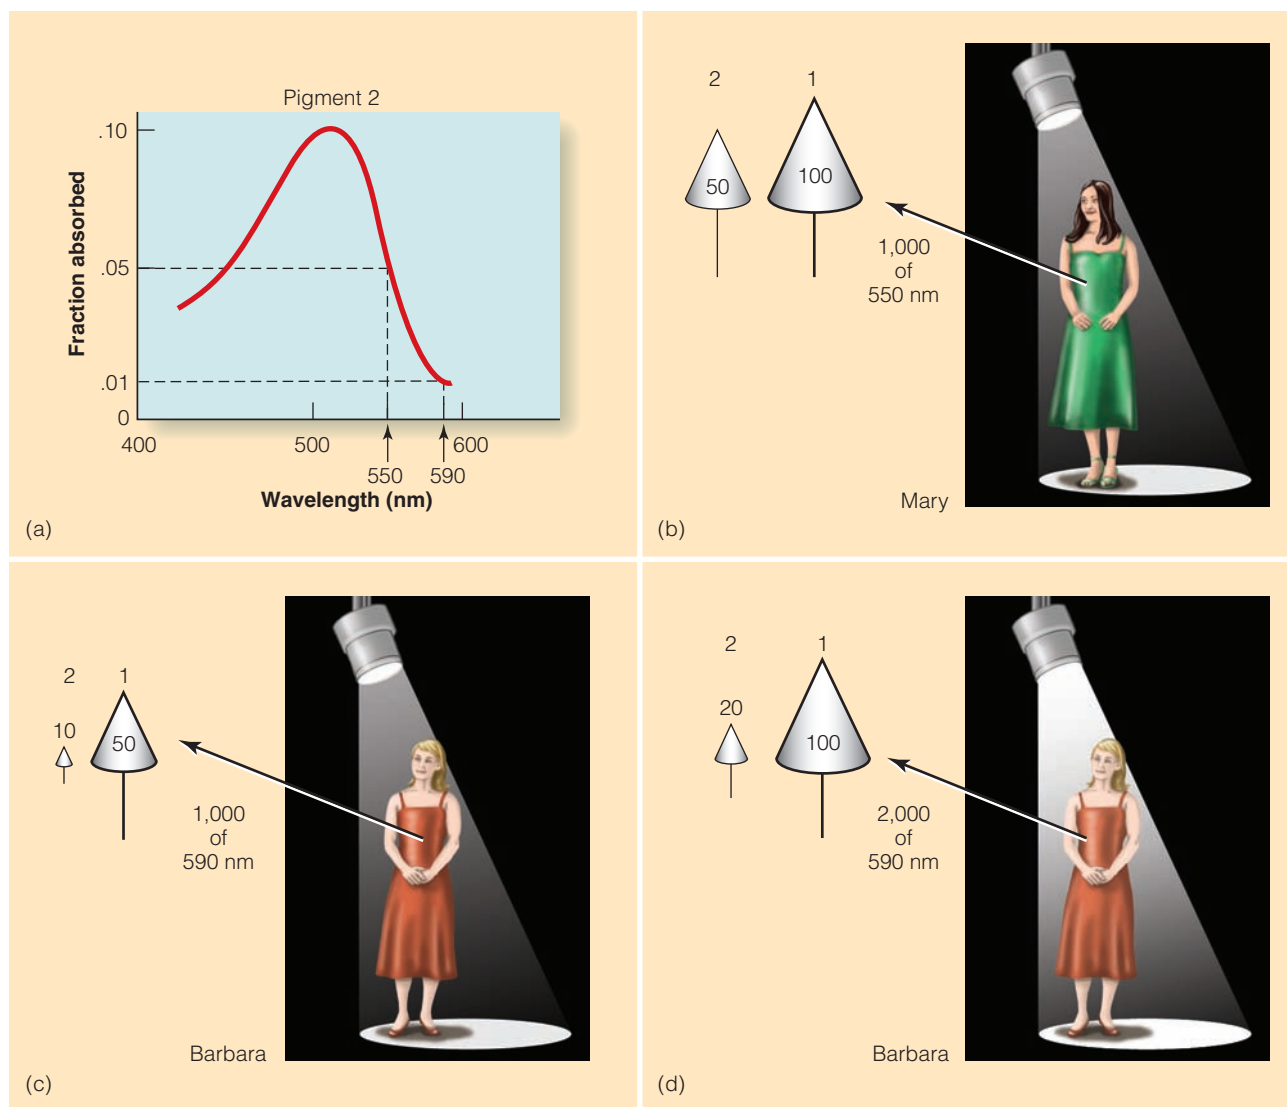 Pigment 2
Fraction absorbed
.10
.05
.01
0
400
500
600
550
590
Wavelength (nm)
(a)
2
1
50
100
1,000
of
550 nm
Mary
(b)
2
1
10
50
1,000
of
590 nm
Barbara
(c)
2
1
20
100
2,000
of
590 nm
Barbara
(d)